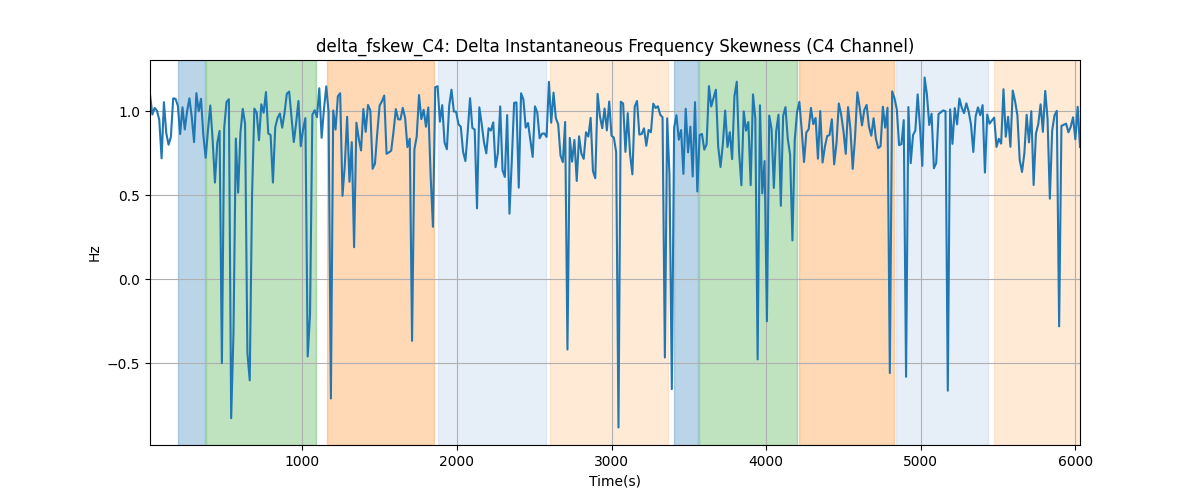 delta_fskew_C4: Delta Instantaneous Frequency Skewness (C4 Channel)
1.0
0.5
0.0
−0.5
Hz
1000 2000 3000 4000 5000 6000
Time(s)